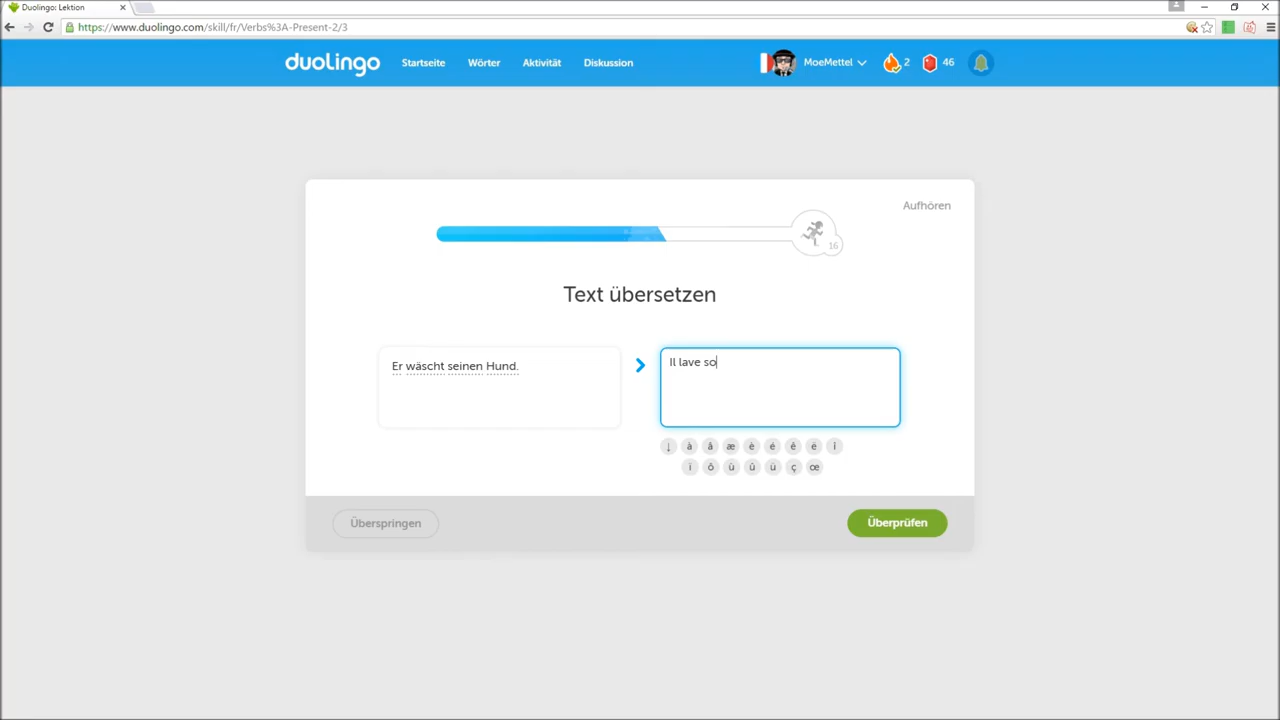 Duolingo: Lektion
https://www.duolingo.com/skill/fr/Verbs%3A-Present-2/3
duolingo Startseite Wörter Aktivität Diskussion MoeMettel 2 46
Aufhören
16
Text übersetzen
Er wäscht seinen Hund.
Il lave so
↓ à â æ è é ê ë î
ï ô ù û ü ç œ
Überspringen
Überprüfen